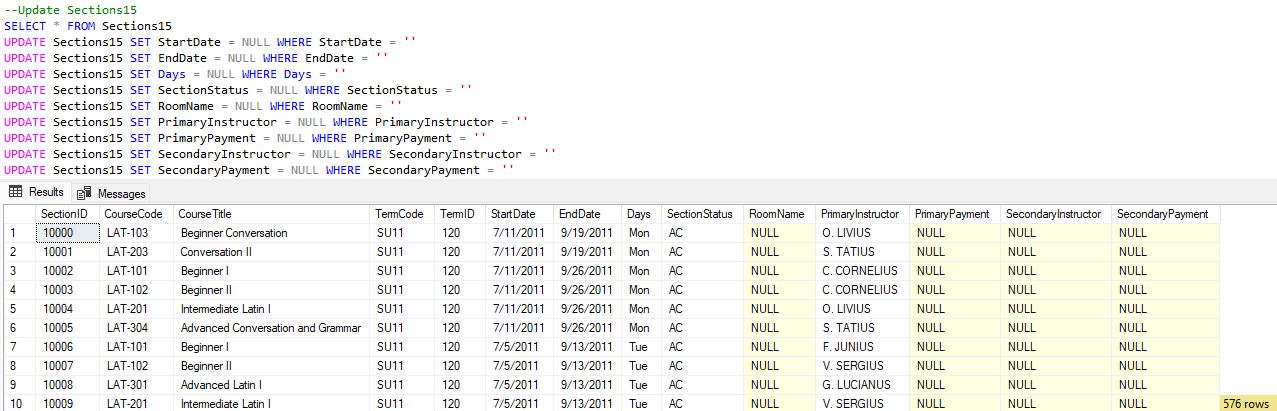 --Update Sections15
SELECT * FROM Sections15
UPDATE Sections15 SET StartDate = NULL WHERE StartDate = ''
UPDATE Sections15 SET EndDate = NULL WHERE EndDate = ''
UPDATE Sections15 SET Days = NULL WHERE Days = ''
UPDATE Sections15 SET SectionStatus = NULL WHERE SectionStatus = ''
UPDATE Sections15 SET RoomName = NULL WHERE RoomName = ''
UPDATE Sections15 SET PrimaryInstructor = NULL WHERE PrimaryInstructor = ''
UPDATE Sections15 SET PrimaryPayment = NULL WHERE PrimaryPayment = ''
UPDATE Sections15 SET SecondaryInstructor = NULL WHERE SecondaryInstructor = ''
UPDATE Sections15 SET SecondaryPayment = NULL WHERE SecondaryPayment = ''
Results Messages
SectionID CourseCode CourseTitle TermCode TermID StartDate EndDate Days SectionStatus RoomName PrimaryInstructor PrimaryPayment SecondaryInstructor SecondaryPayment
1 10000 LAT-103 Beginner Conversation SU11 120 7/11/2011 9/19/2011 Mon AC NULL O. LIVIUS NULL NULL NULL
2 10001 LAT-203 Conversation II SU11 120 7/11/2011 9/19/2011 Mon AC NULL S. TATIUS NULL NULL NULL
3 10002 LAT-101 Beginner I SU11 120 7/11/2011 9/26/2011 Mon AC NULL C. CORNELIUS NULL NULL NULL
4 10003 LAT-102 Beginner II SU11 120 7/11/2011 9/26/2011 Mon AC NULL C. CORNELIUS NULL NULL NULL
5 10004 LAT-201 Intermediate Latin I SU11 120 7/11/2011 9/26/2011 Mon AC NULL O. LIVIUS NULL NULL NULL
6 10005 LAT-304 Advanced Conversation and Grammar SU11 120 7/11/2011 9/26/2011 Mon AC NULL S. TATIUS NULL NULL NULL
7 10006 LAT-101 Beginner I SU11 120 7/5/2011 9/13/2011 Tue AC NULL F. JUNIUS NULL NULL NULL
8 10007 LAT-102 Beginner II SU11 120 7/5/2011 9/13/2011 Tue AC NULL V. SERGIUS NULL NULL NULL
9 10008 LAT-301 Advanced Latin I SU11 120 7/5/2011 9/13/2011 Tue AC NULL G. LUCIANUS NULL NULL NULL
10 10009 LAT-201 Intermediate Latin I SU11 120 7/5/2011 9/13/2011 Tue AC NULL V. SERGIUS NULL NULL NULL 576 rows